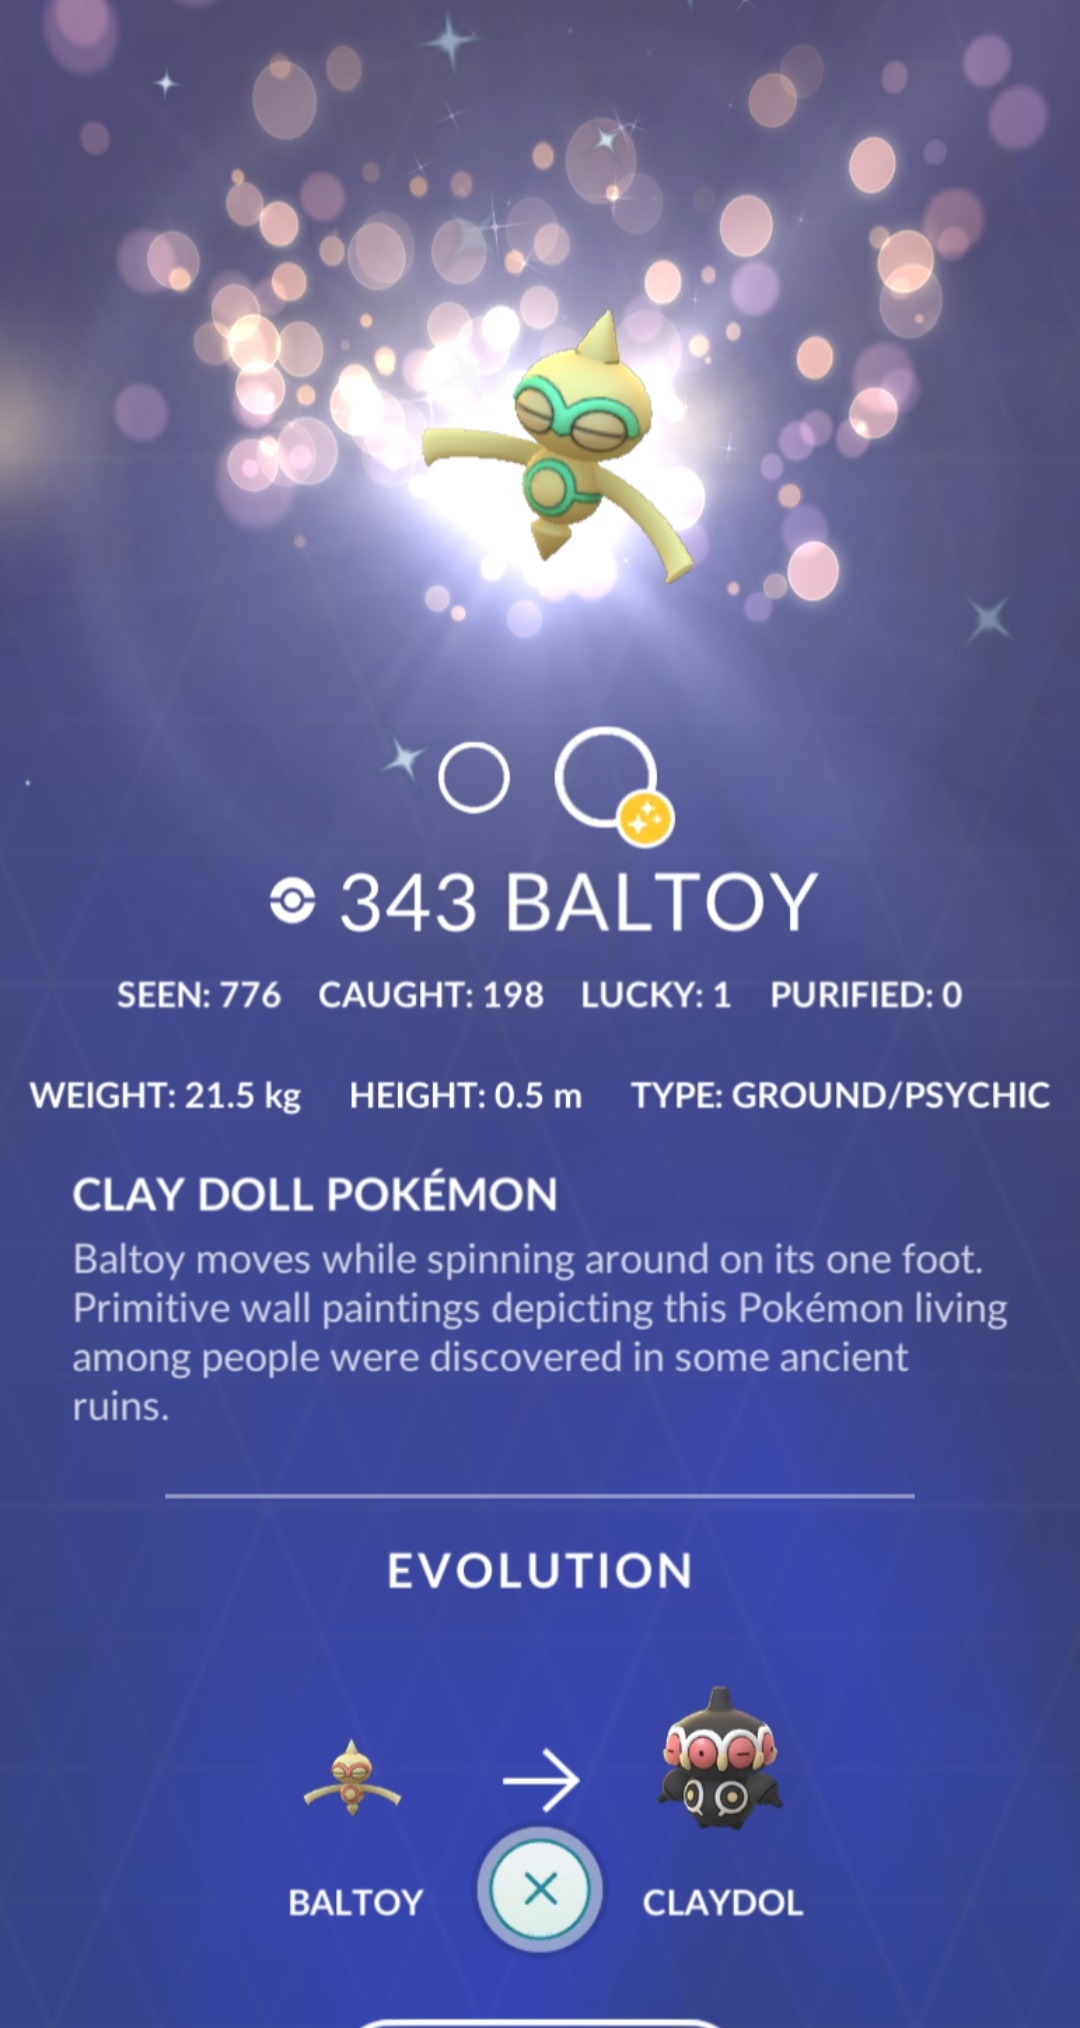 343 BALTOY
SEEN: 776 CAUGHT: 198 LUCKY: 1 PURIFIED: 0
WEIGHT: 21.5 kg HEIGHT: 0.5 m TYPE: GROUND/PSYCHIC
CLAY DOLL POKÉMON
Baltoy moves while spinning around on its one foot.
Primitive wall paintings depicting this Pokémon living
among people were discovered in some ancient
ruins.
EVOLUTION
BALTOY CLAYDOL